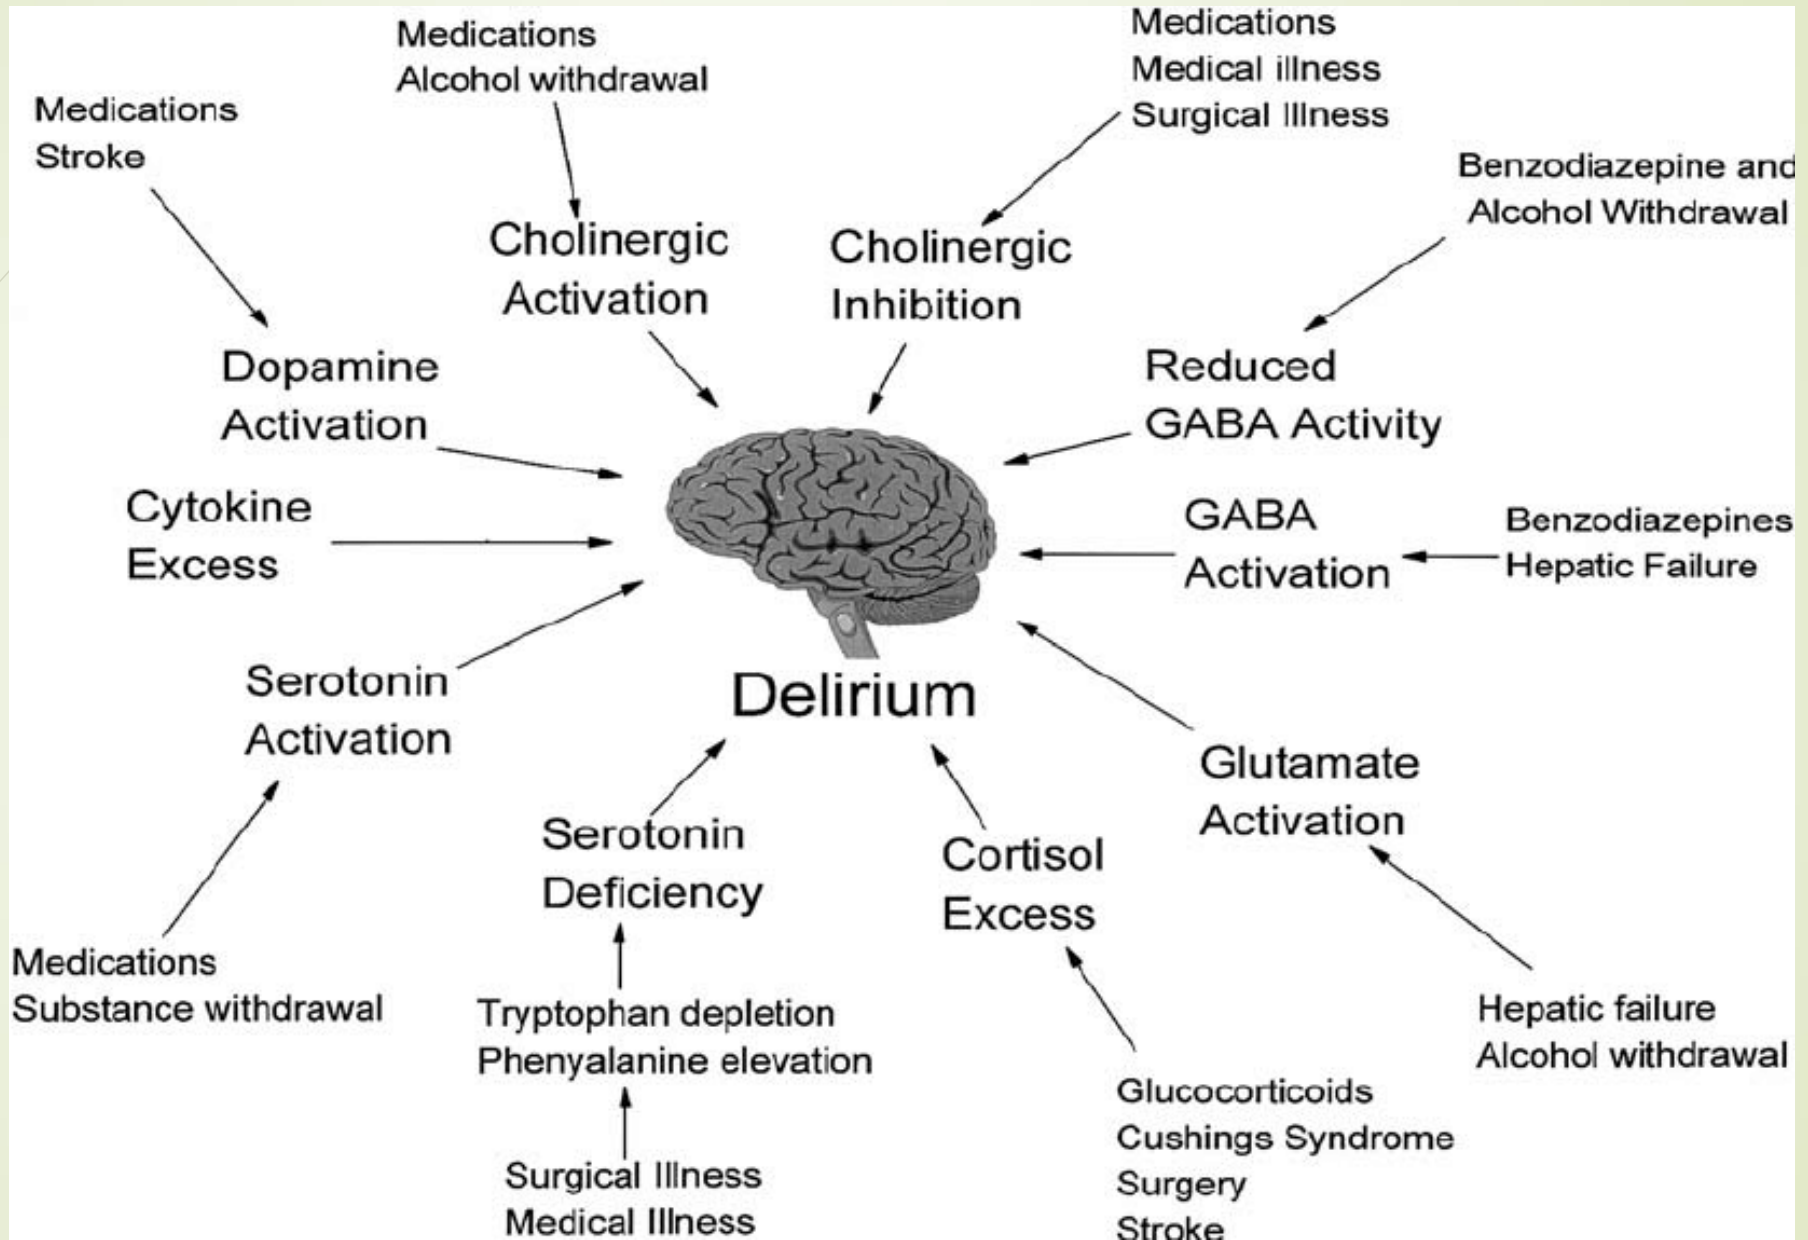 Medications
Alcohol withdrawal
Medications
Medical illness
Surgical Illness
Medications
Stroke
Benzodiazepine and
Alcohol Withdrawal
Cholinergic
Activation
Cholinergic
Inhibition
Dopamine
Activation
Reduced
GABA Activity
Cytokine
Excess
GABA
Activation
Benzodiazepines
Hepatic Failure
Serotonin
Activation
Delirium
Glutamate
Activation
Serotonin
Deficiency
Cortisol
Excess
Medications
Substance withdrawal
Tryptophan depletion
Phenyalanine elevation
Hepatic failure
Alcohol withdrawal
Surgical Illness
Medical Illness
Glucocorticoids
Cushings Syndrome
Surgery
Stroke